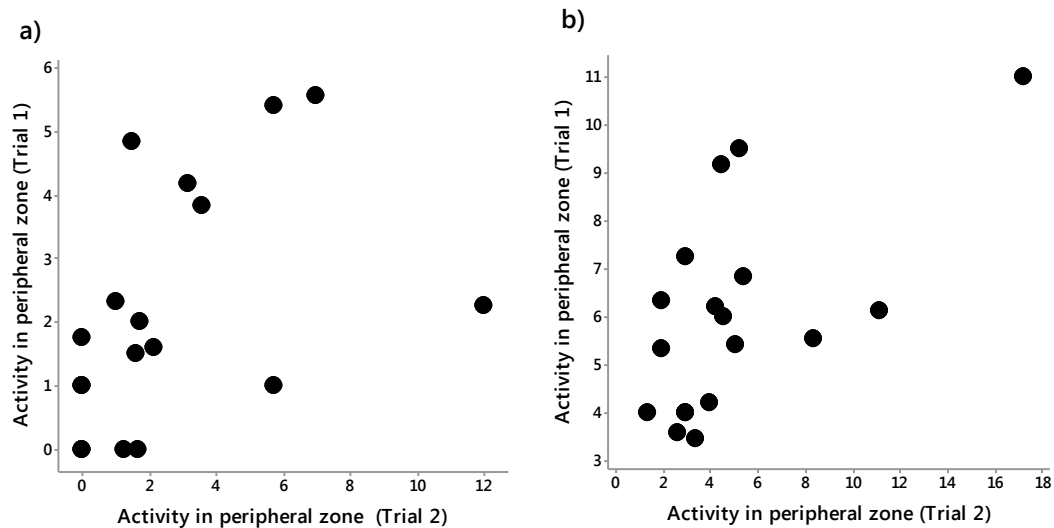 a)
6
5
4
3
2
1
0
0 2 4 6 8 10 12
Activity in peripheral zone (Trial 1)
Activity in peripheral zone (Trial 2)
b)
11
10
9
8
7
6
5
4
3
0 2 4 6 8 10 12 14 16 18
Activity in peripheral zone (Trial 1)
Activity in peripheral zone (Trial 2)